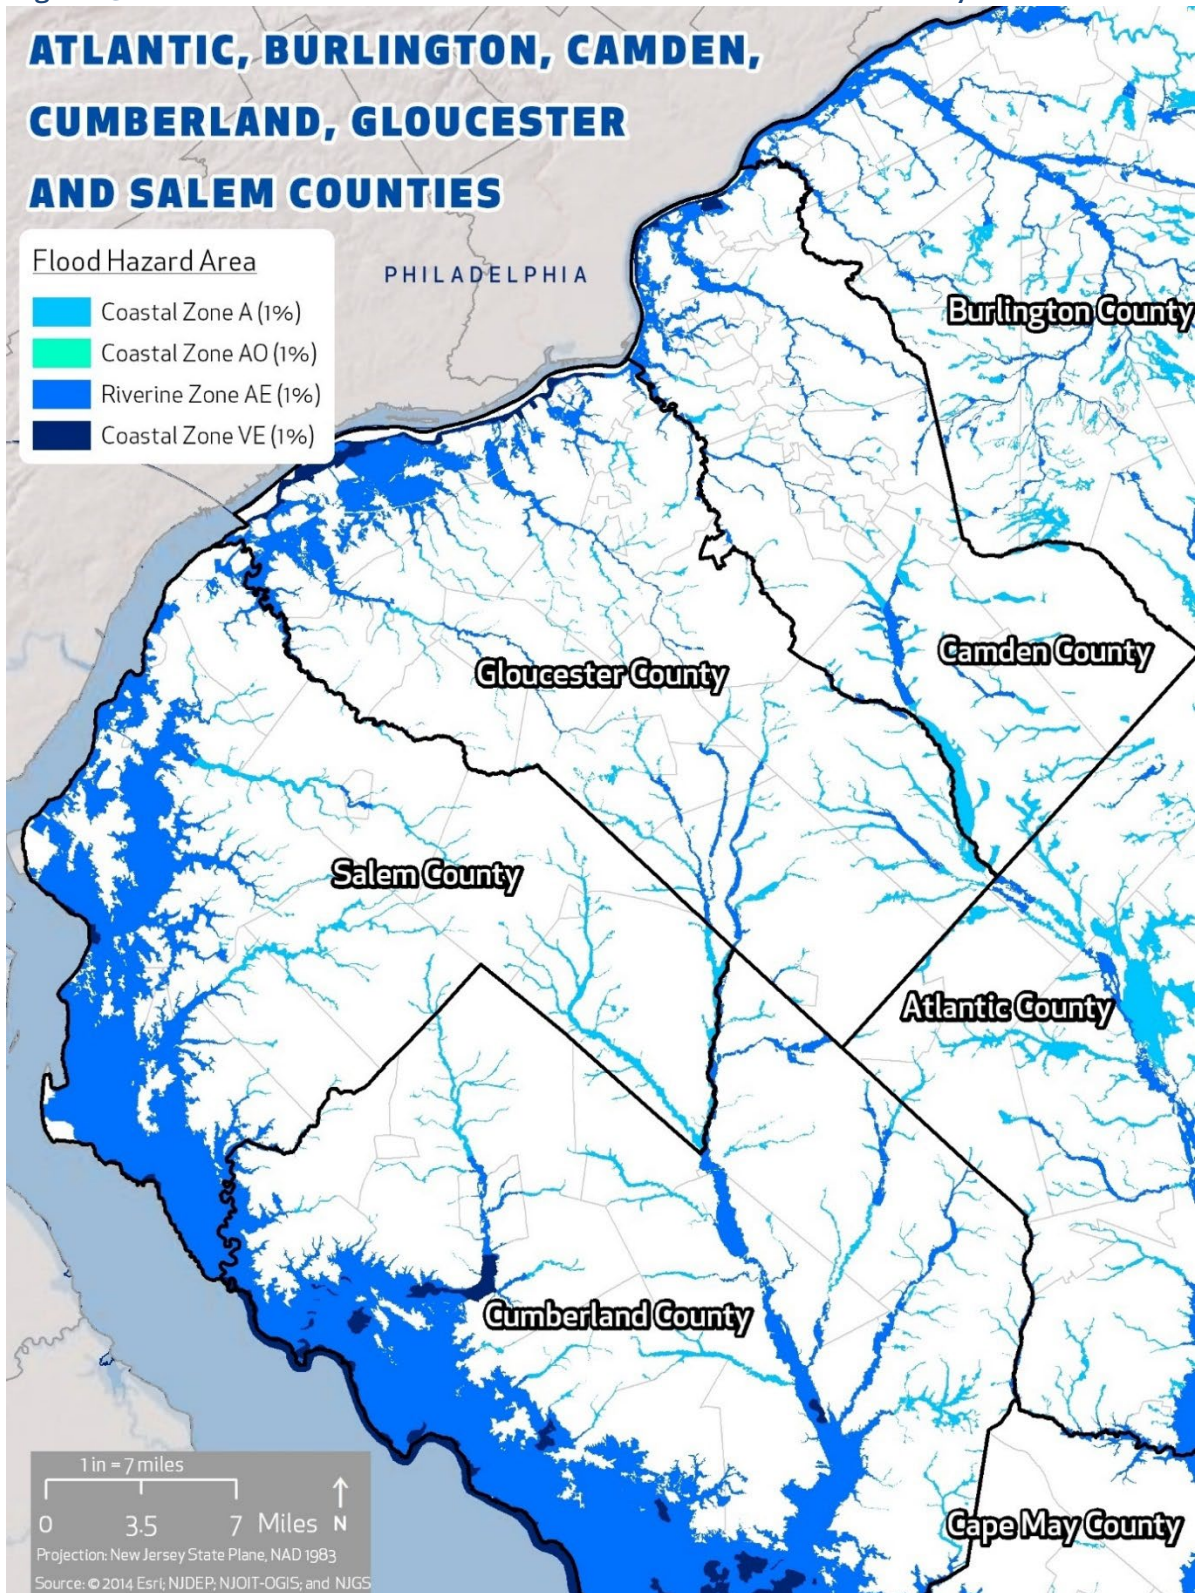 ATLANTIC, BURLINGTON, CAMDEN,
CUMBERLAND, GLOUCESTER
AND SALEM COUNTIES
Flood Hazard Area
Coastal Zone A (1%)
Coastal Zone AO (1%)
Riverine Zone AE (1%)
Coastal Zone VE (1%)
PHILADELPHIA
Burlington County
Camden County
Gloucester County
Salem County
Atlantic County
Cumberland County
Cape May County
1 in = 7 miles
0 3.5 7 Miles N
Projection: New Jersey State Plane, NAD 1983
Source: © 2014 Esri; NJDEP; NJOIT-OGIS; and NJGS